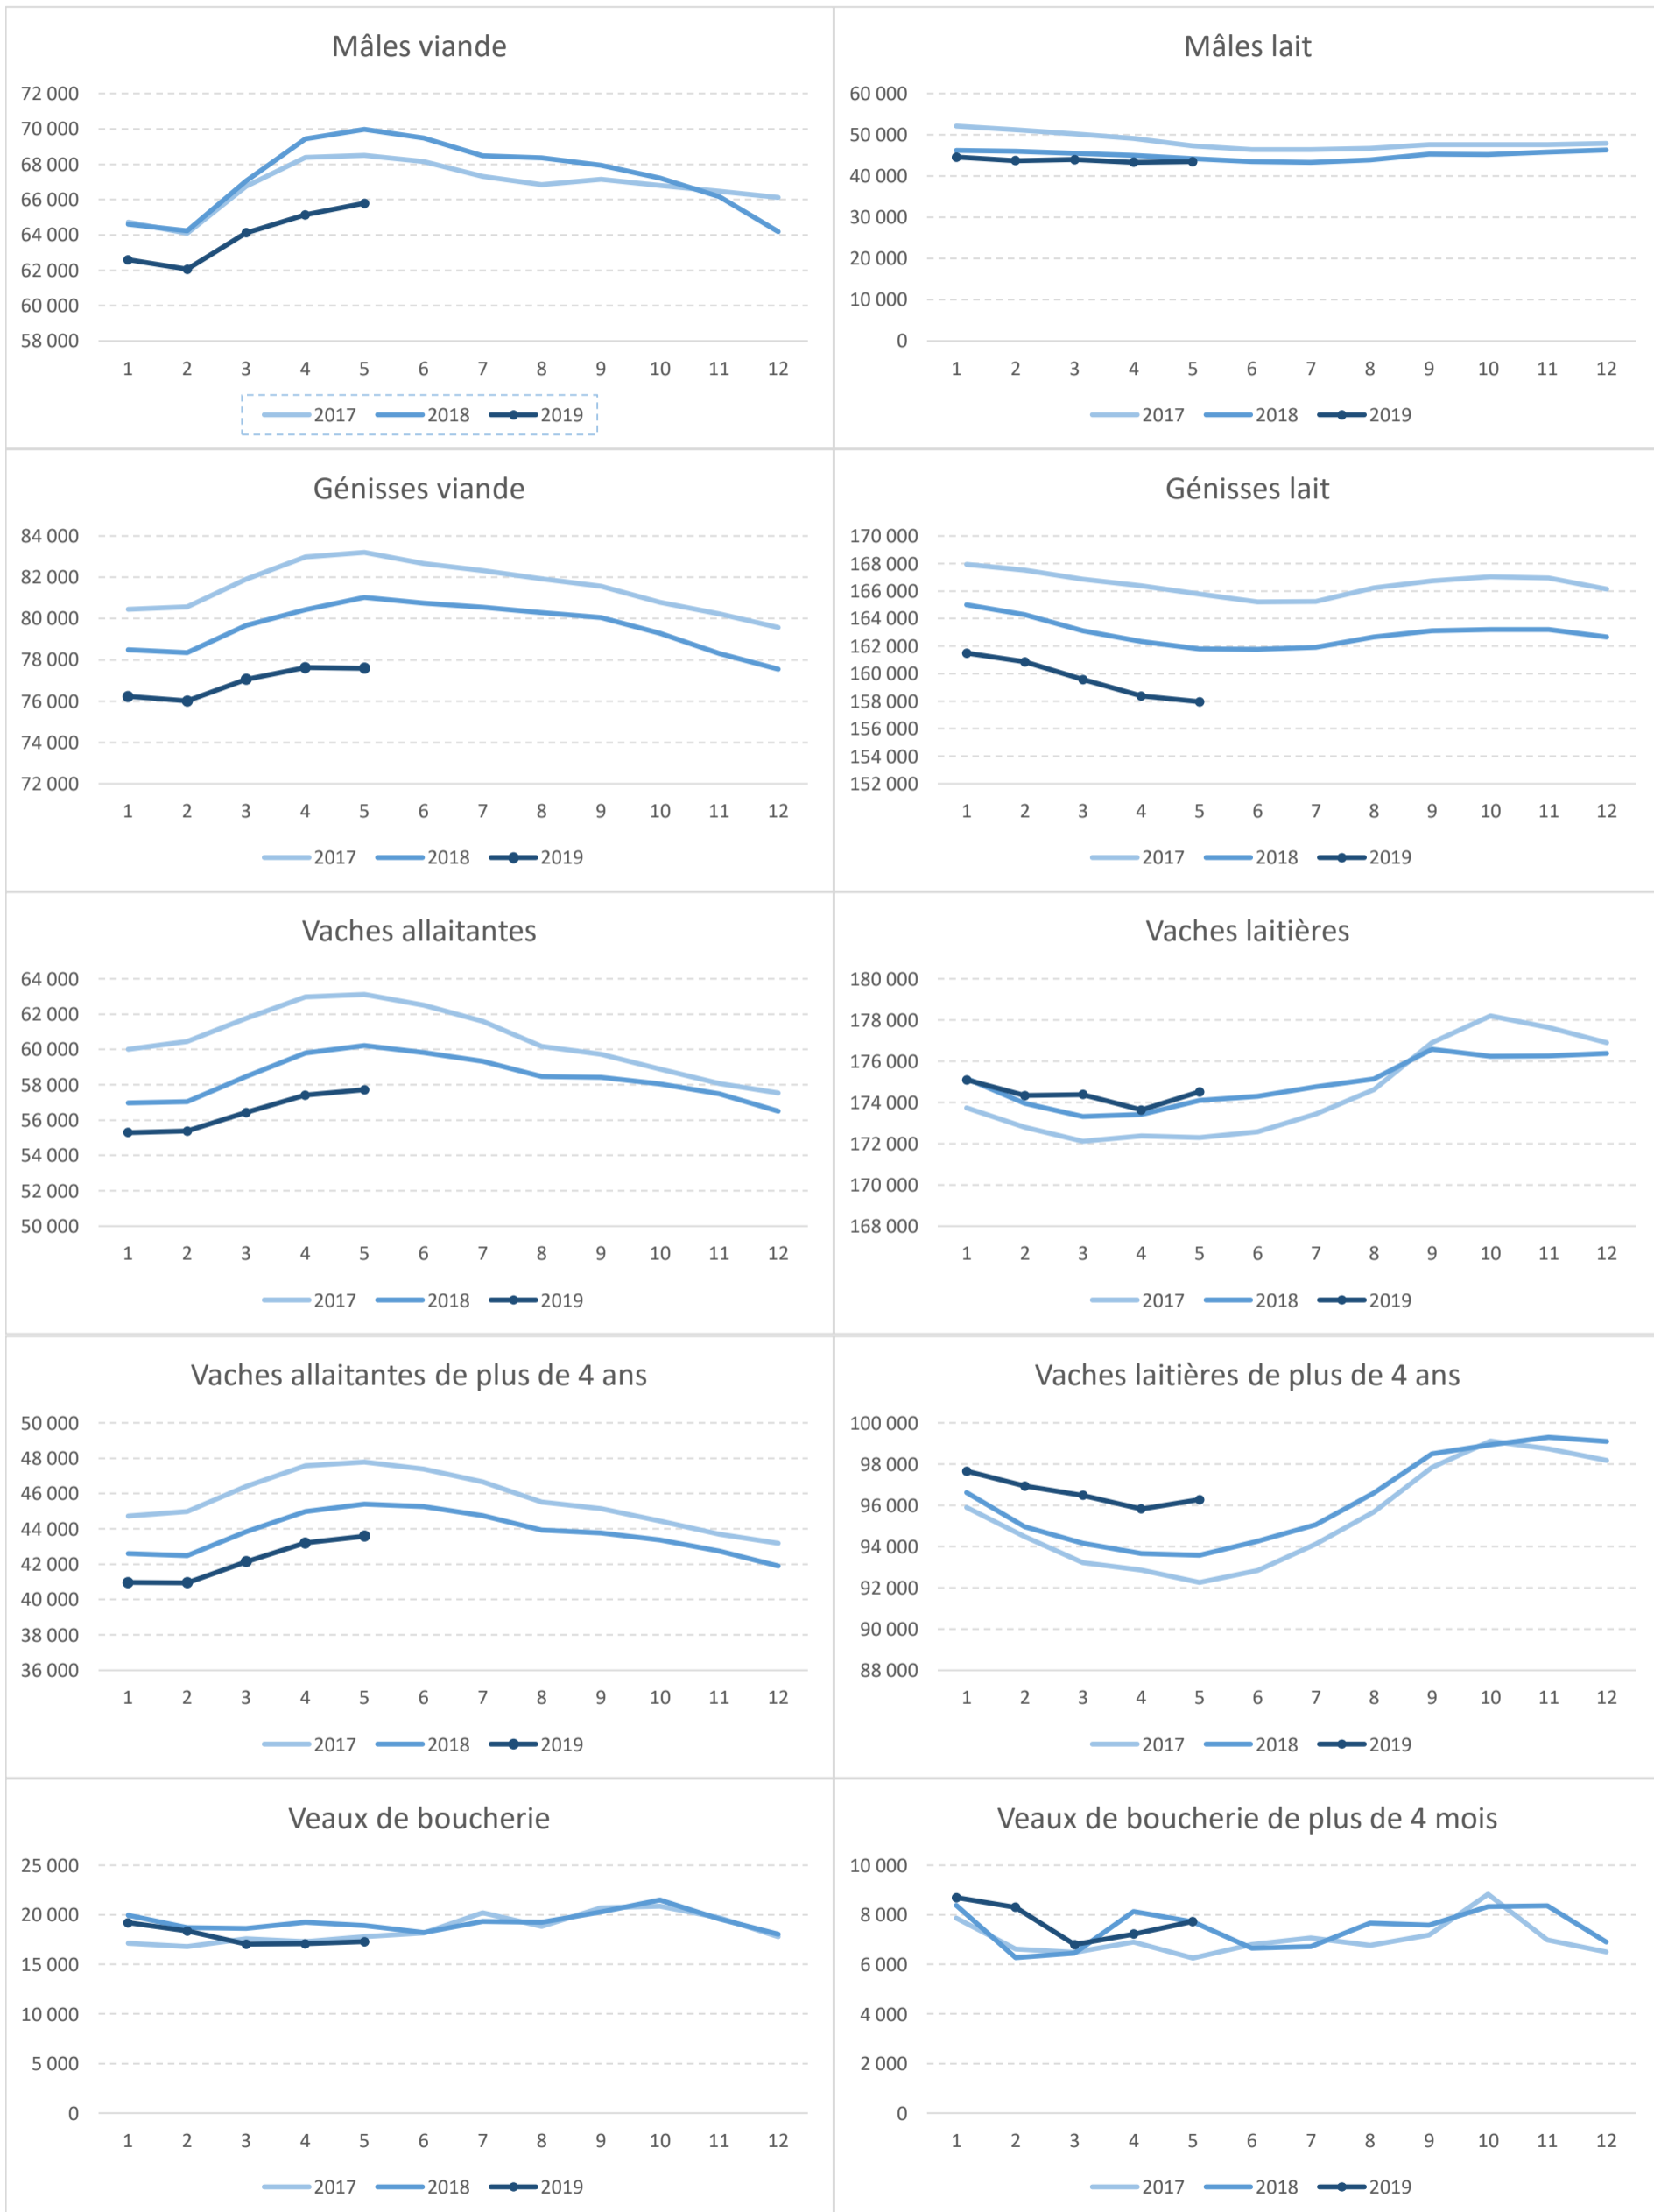 Mâles viande
72 000
70 000
68 000
66 000
64 000
62 000
60 000
58 000
1 2 3 4 5 6 7 8 9 10 11 12
2017 2018 2019
Mâles lait
60 000
50 000
40 000
30 000
20 000
10 000
0
1 2 3 4 5 6 7 8 9 10 11 12
2017 2018 2019
Génisses viande
84 000
82 000
80 000
78 000
76 000
74 000
72 000
1 2 3 4 5 6 7 8 9 10 11 12
2017 2018 2019
Génisses lait
170 000
168 000
166 000
164 000
162 000
160 000
158 000
156 000
154 000
152 000
1 2 3 4 5 6 7 8 9 10 11 12
2017 2018 2019
Vaches allaitantes
64 000
62 000
60 000
58 000
56 000
54 000
52 000
50 000
1 2 3 4 5 6 7 8 9 10 11 12
2017 2018 2019
Vaches laitières
180 000
178 000
176 000
174 000
172 000
170 000
168 000
1 2 3 4 5 6 7 8 9 10 11 12
2017 2018 2019
Vaches allaitantes de plus de 4 ans
50 000
48 000
46 000
44 000
42 000
40 000
38 000
36 000
1 2 3 4 5 6 7 8 9 10 11 12
2017 2018 2019
Vaches laitières de plus de 4 ans
100 000
98 000
96 000
94 000
92 000
90 000
88 000
1 2 3 4 5 6 7 8 9 10 11 12
2017 2018 2019
Veaux de boucherie
25 000
20 000
15 000
10 000
5 000
0
1 2 3 4 5 6 7 8 9 10 11 12
2017 2018 2019
Veaux de boucherie de plus de 4 mois
10 000
8 000
6 000
4 000
2 000
0
1 2 3 4 5 6 7 8 9 10 11 12
2017 2018 2019